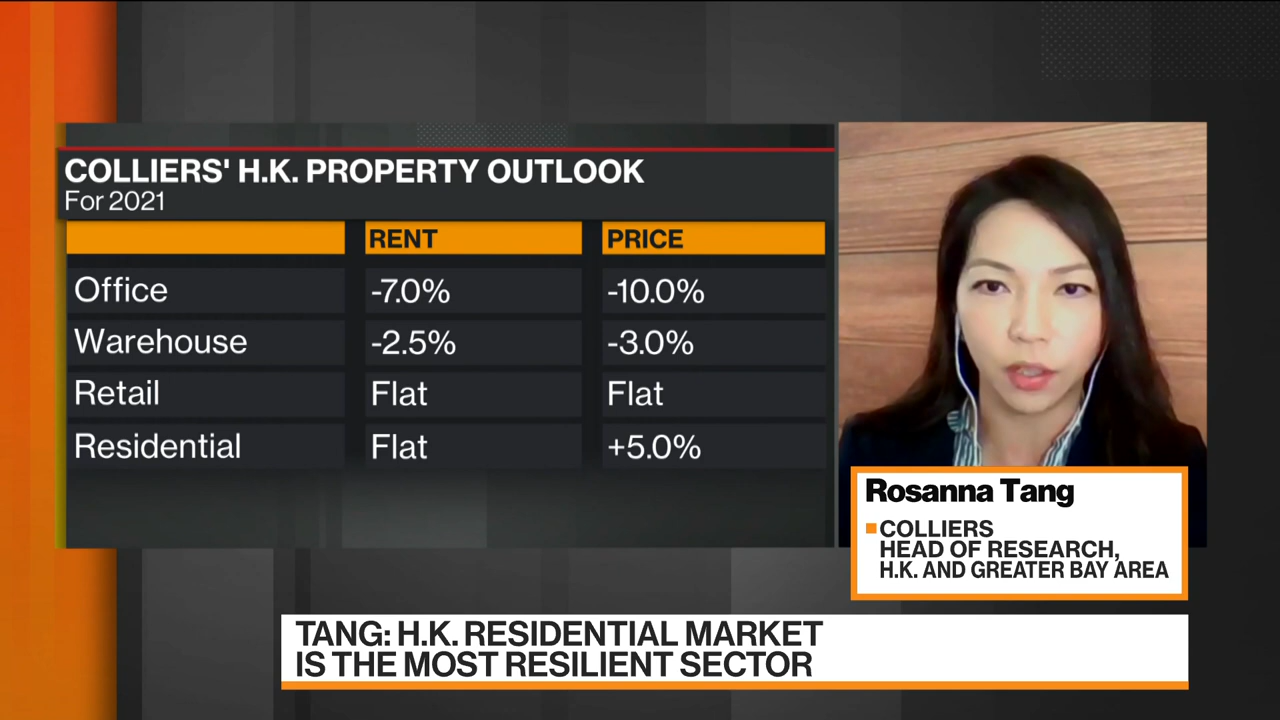 COLLIERS' H.K. PROPERTY OUTLOOK
For 2021
RENT PRICE
Office -7.0% -10.0%
Warehouse -2.5% -3.0%
Retail Flat Flat
Residential Flat +5.0%
Rosanna Tang
COLLIERS
HEAD OF RESEARCH,
H.K. AND GREATER BAY AREA
TANG: H.K. RESIDENTIAL MARKET
IS THE MOST RESILIENT SECTOR